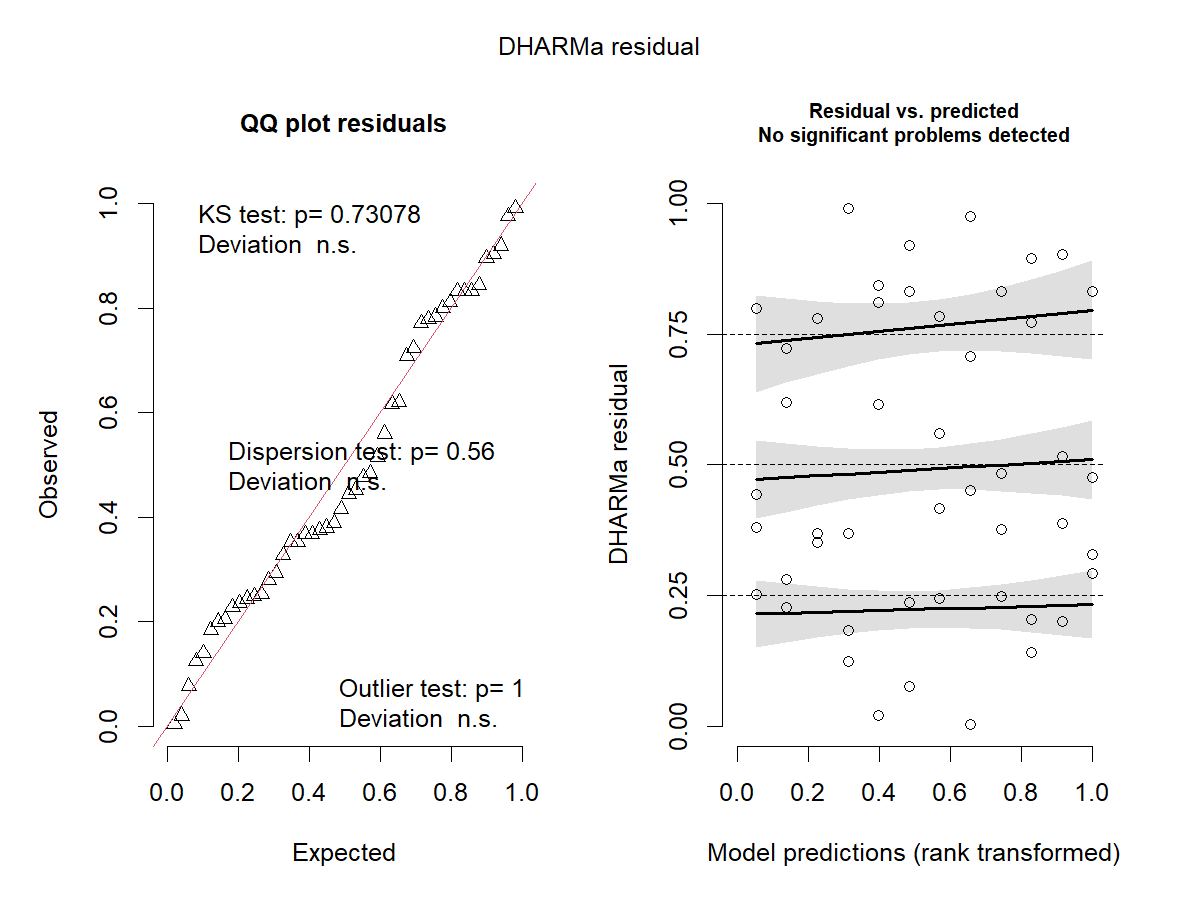 DHARMa residual
QQ plot residuals
KS test: p= 0.73078
Deviation  n.s.
Dispersion test: p= 0.56
Deviation  n.s.
Outlier test: p= 1
Deviation  n.s.
Observed
0.0
0.2
0.4
0.6
0.8
1.0
0.0 0.2 0.4 0.6 0.8 1.0
Expected
Residual vs. predicted
No significant problems detected
DHARMa residual
0.00
0.25
0.50
0.75
1.00
0.0 0.2 0.4 0.6 0.8 1.0
Model predictions (rank transformed)